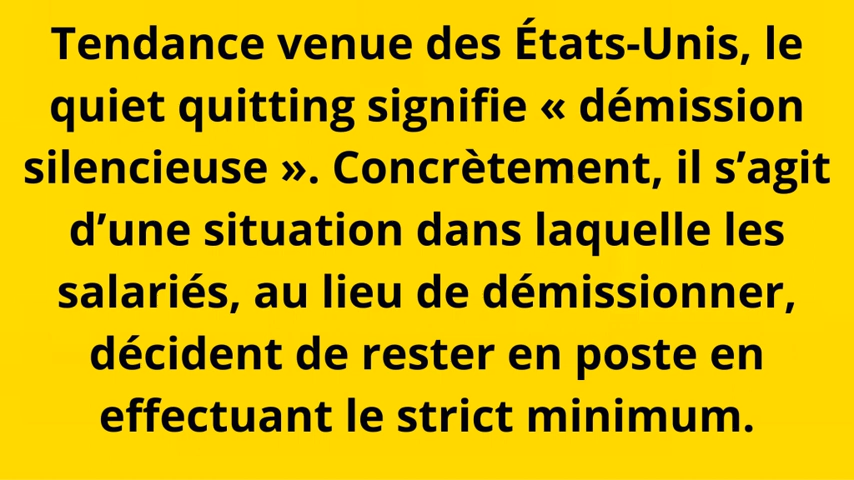 Tendance venue des États-Unis, le
quiet quitting signifie « démission
silencieuse ». Concrètement, il s’agit
d’une situation dans laquelle les
salariés, au lieu de démissionner,
décident de rester en poste en
effectuant le strict minimum.